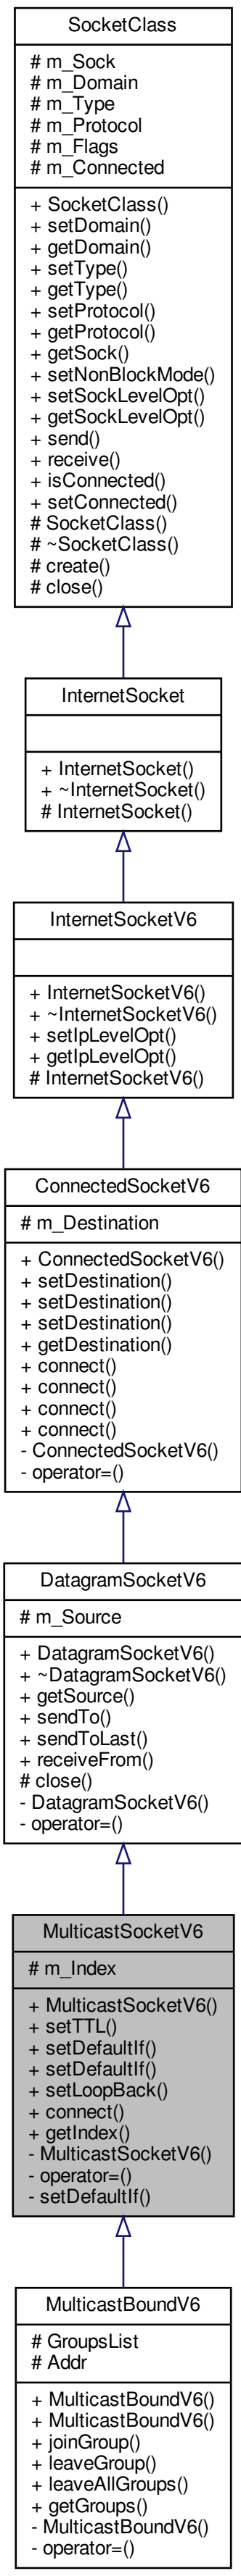 SocketClass
# m_Sock
# m_Domain
# m_Type
# m_Protocol
# m_Flags
# m_Connected
+ SocketClass()
+ setDomain()
+ getDomain()
+ setType()
+ getType()
+ setProtocol()
+ getProtocol()
+ getSock()
+ setNonBlockMode()
+ setSockLevelOpt()
+ getSockLevelOpt()
+ send()
+ receive()
+ isConnected()
+ setConnected()
# SocketClass()
# ~SocketClass()
# create()
# close()
InternetSocket
+ InternetSocket()
+ ~InternetSocket()
# InternetSocket()
InternetSocketV6
+ InternetSocketV6()
+ ~InternetSocketV6()
+ setIpLevelOpt()
+ getIpLevelOpt()
# InternetSocketV6()
ConnectedSocketV6
# m_Destination
+ ConnectedSocketV6()
+ setDestination()
+ setDestination()
+ setDestination()
+ getDestination()
+ connect()
+ connect()
+ connect()
+ connect()
- ConnectedSocketV6()
- operator=()
DatagramSocketV6
# m_Source
+ DatagramSocketV6()
+ ~DatagramSocketV6()
+ getSource()
+ sendTo()
+ sendToLast()
+ receiveFrom()
# close()
- DatagramSocketV6()
- operator=()
MulticastSocketV6
# m_Index
+ MulticastSocketV6()
+ setTTL()
+ setDefaultIf()
+ setDefaultIf()
+ setLoopBack()
+ connect()
+ getIndex()
- MulticastSocketV6()
- operator=()
- setDefaultIf()
MulticastBoundV6
# GroupsList
# Addr
+ MulticastBoundV6()
+ MulticastBoundV6()
+ joinGroup()
+ leaveGroup()
+ leaveAllGroups()
+ getGroups()
- MulticastBoundV6()
- operator=()